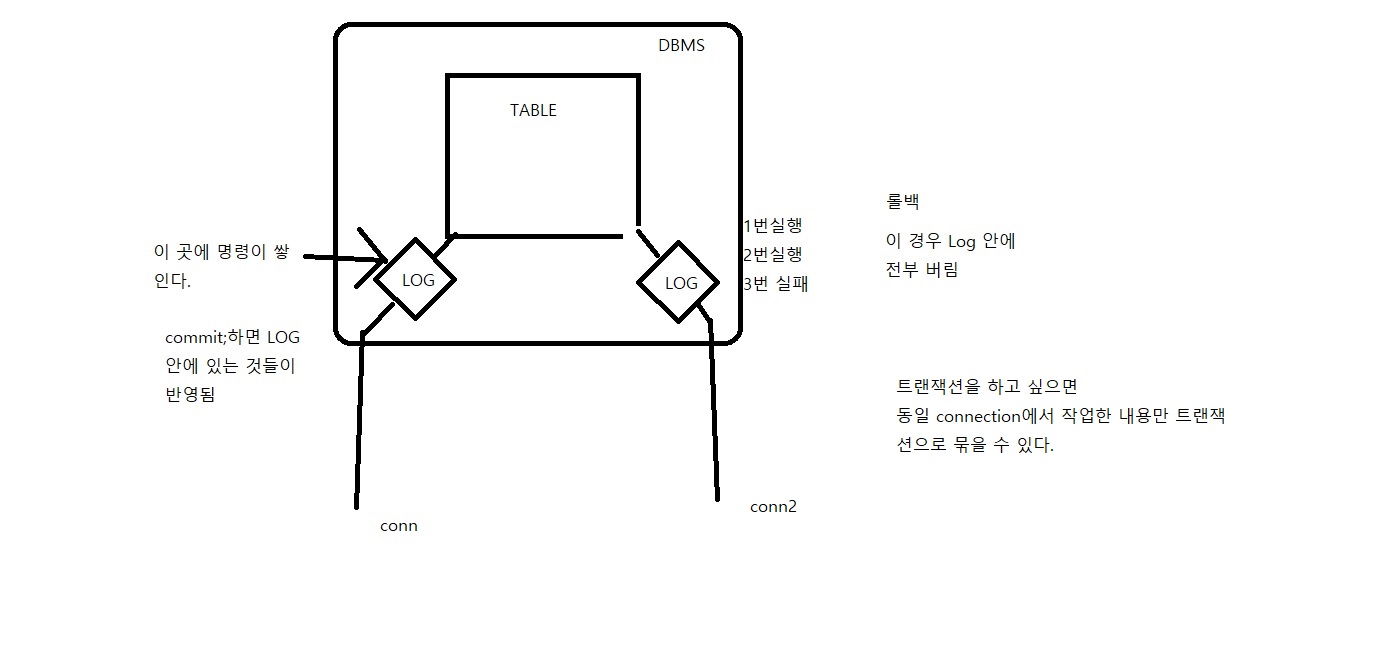 DBMS
TABLE
이 곳에 명령이 쌓
인다.
LOG
commit;하면 LOG
안에 있는 것들이
반영됨
conn
LOG
1번실행
2번실행
3번 실패
conn2
롤백
이 경우 Log 안에
전부 버림
트랜잭션을 하고 싶으면
동일 connection에서 작업한 내용만 트랜잭
션으로 묶을 수 있다.